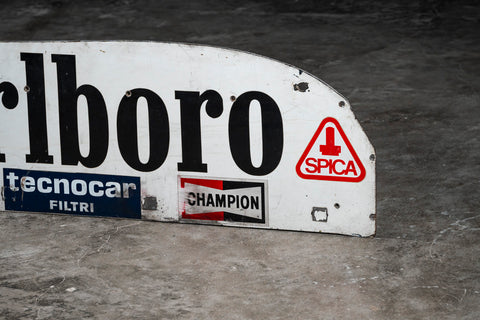 rlboro
SPICA
tecnocar
FILTRI
CHAMPION